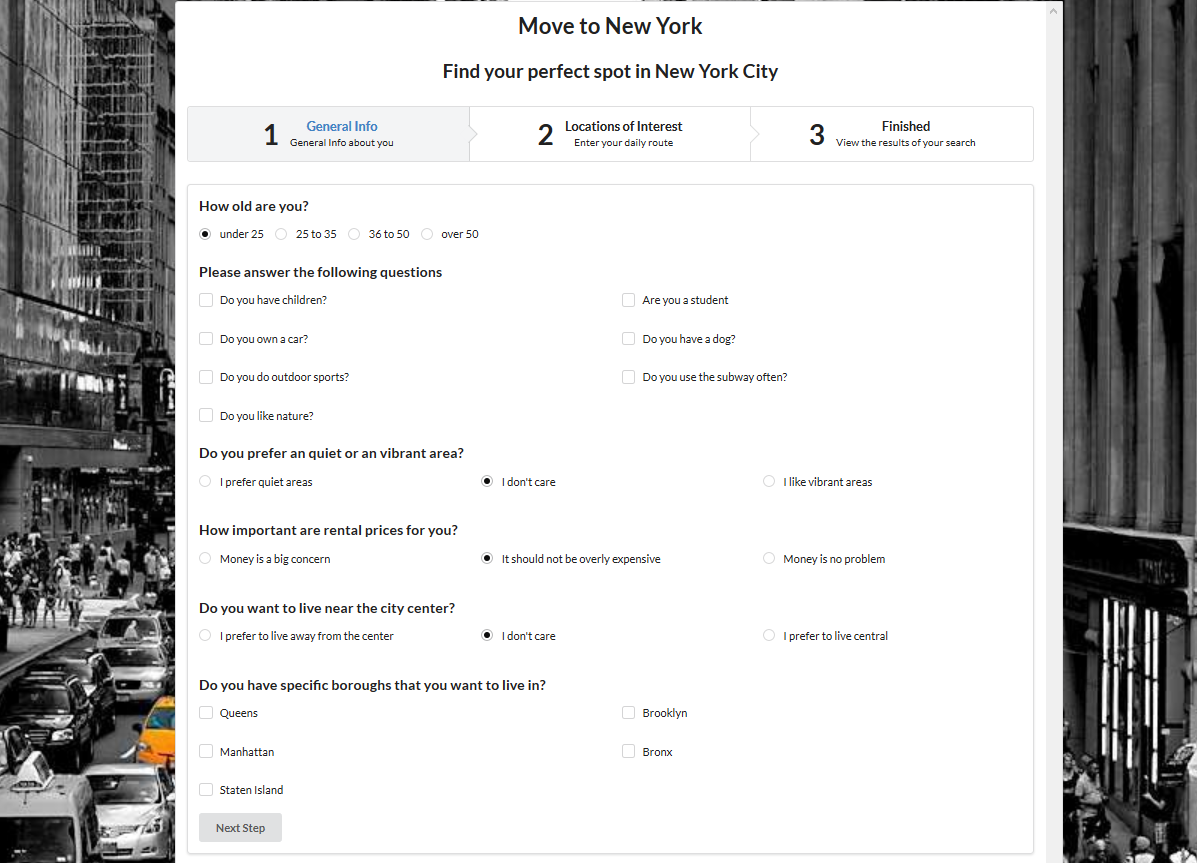 Move to New York
Find your perfect spot in New York City
1
General Info
General Info about you
2
Locations of Interest
Enter your daily route
3
Finished
View the results of your search
How old are you?
under 25 25 to 35 36 to 50 over 50
Please answer the following questions
Do you have children? Are you a student
Do you own a car? Do you have a dog?
Do you do outdoor sports? Do you use the subway often?
Do you like nature?
Do you prefer an quiet or an vibrant area?
I prefer quiet areas I don't care I like vibrant areas
How important are rental prices for you?
Money is a big concern It should not be overly expensive Money is no problem
Do you want to live near the city center?
I prefer to live away from the center I don't care I prefer to live central
Do you have specific boroughs that you want to live in?
Queens Brooklyn
Manhattan Bronx
Staten Island
Next Step